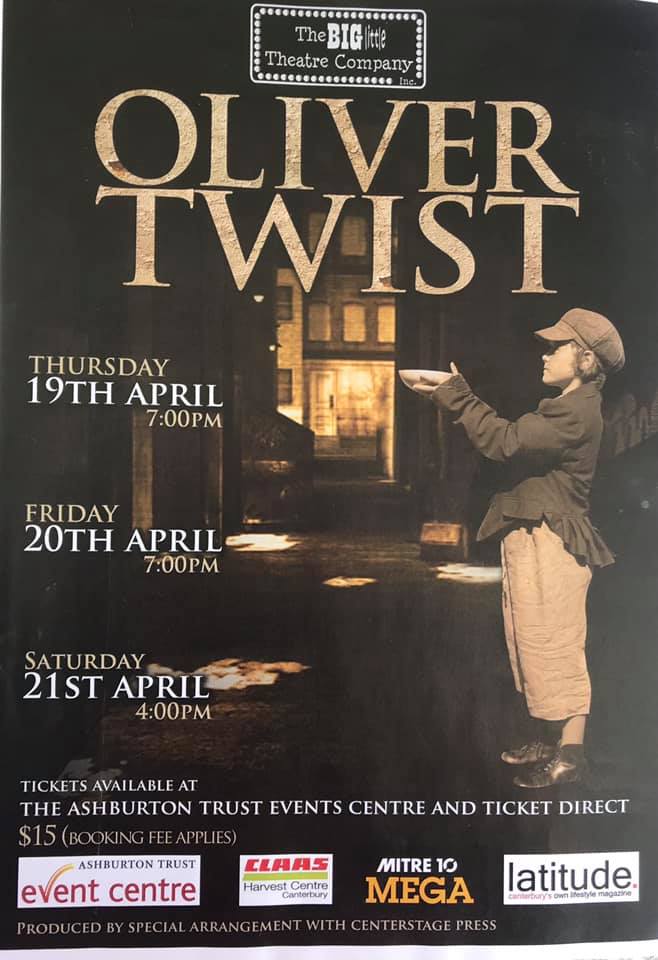 The BIG little
Theatre Company
Inc.
OLIVER
TWIST
THURSDAY
19TH APRIL
7:00PM
FRIDAY
20TH APRIL
7:00PM
SATURDAY
21ST APRIL
4:00PM
TICKETS AVAILABLE AT
THE ASHBURTON TRUST EVENTS CENTRE AND TICKET DIRECT
$15 (BOOKING FEE APPLIES)
ASHBURTON TRUST
event centre
CLAAS
Harvest Centre
Canterbury
MITRE 10
MEGA
latitude.
canterbury's own lifestyle magazine
PRODUCED BY SPECIAL ARRANGEMENT WITH CENTERSTAGE PRESS